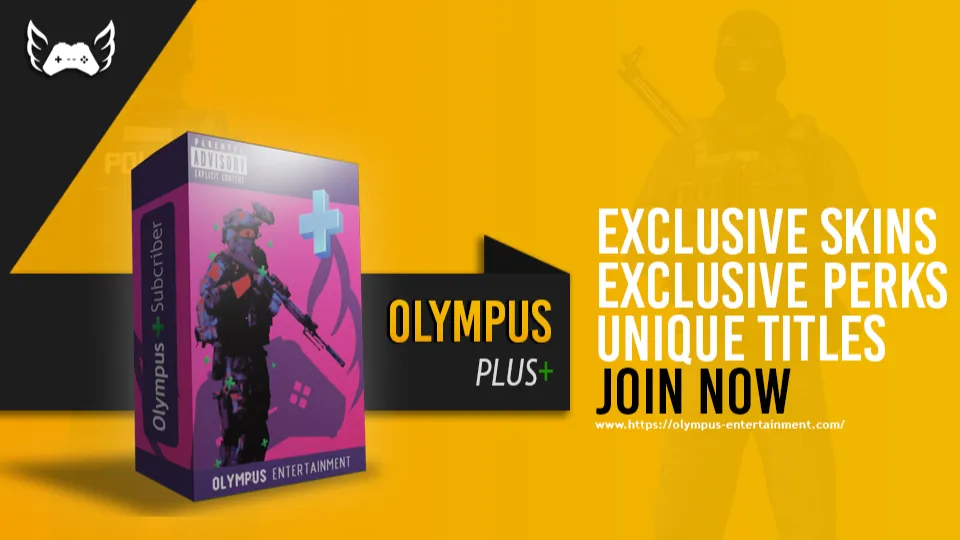 PARENTAL
ADVISORY
EXPLICIT CONTENT
Olympus + Subcriber
OLYMPUS ENTERTAINMENT
OLYMPUS
PLUS+
EXCLUSIVE SKINS
EXCLUSIVE PERKS
UNIQUE TITLES
JOIN NOW
www.https://olympus-entertainment.com/